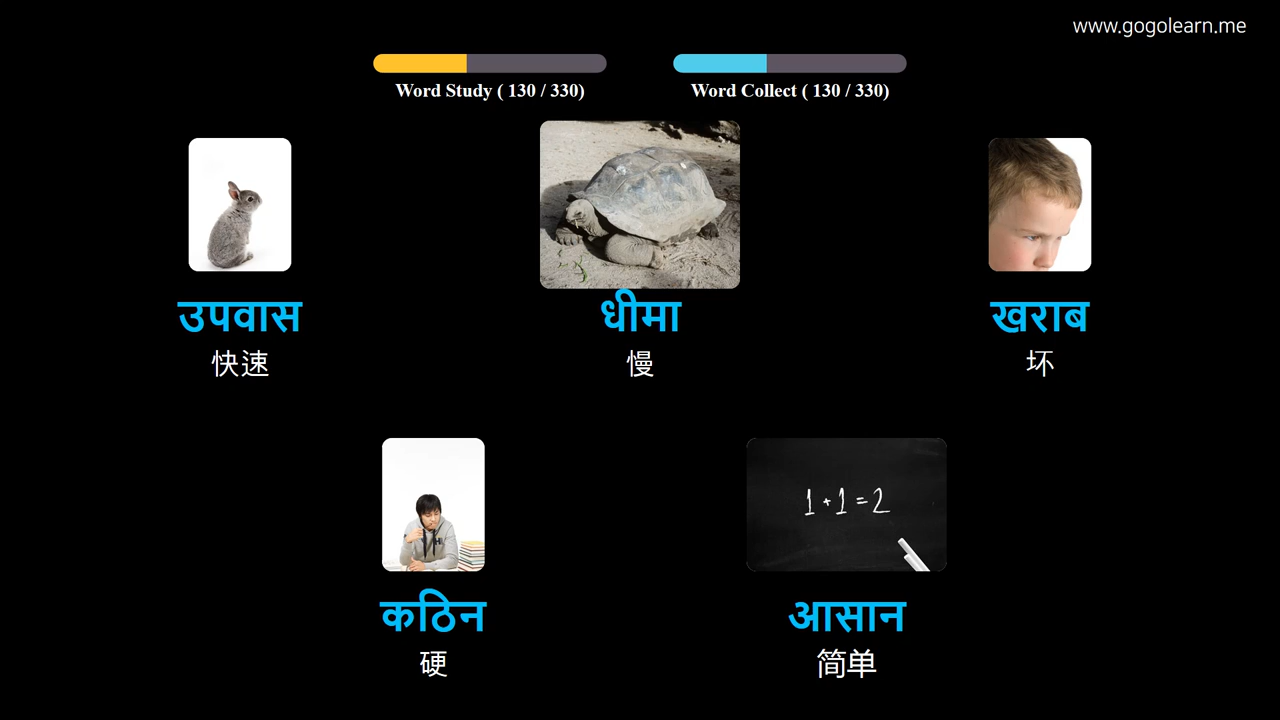 www.gogolearn.me
Word Study ( 130 / 330)
Word Collect ( 130 / 330)
उपवास
快速
धीमा
慢
खराब
坏
1 + 1 = 2
कठिन
硬
आसान
简单